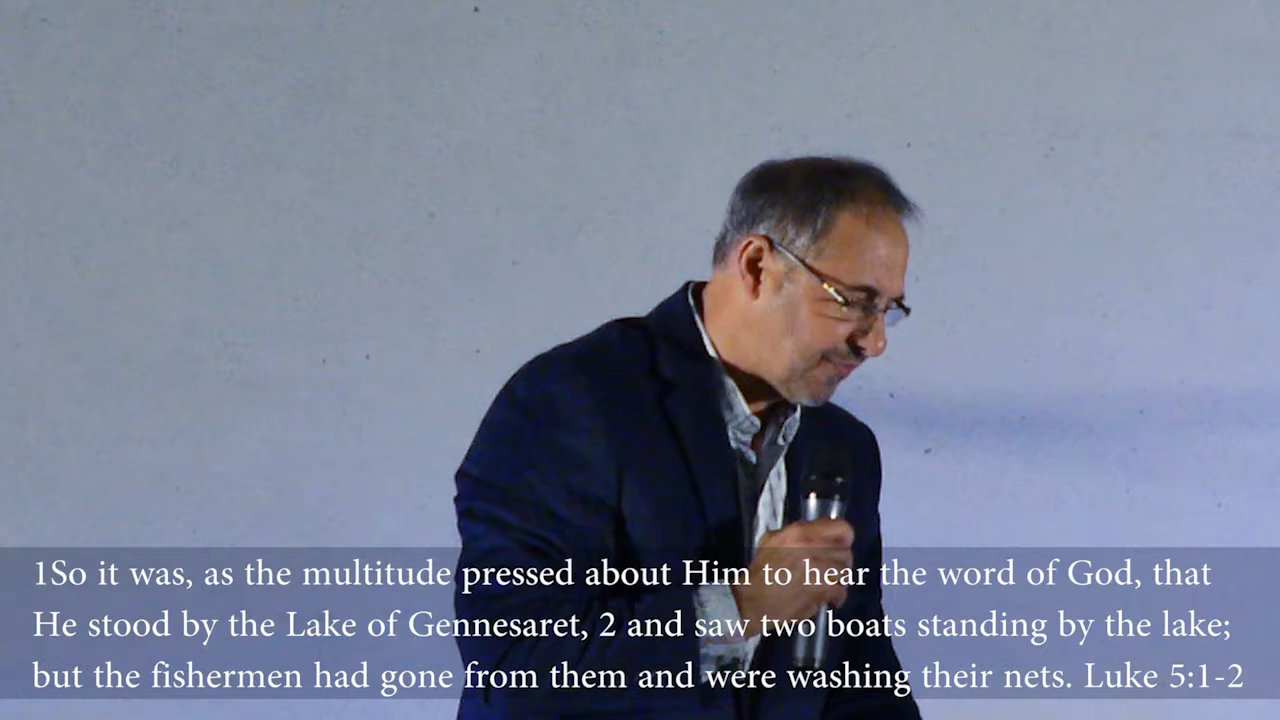 1So it was, as the multitude pressed about Him to hear the word of God, that
He stood by the Lake of Gennesaret, 2 and saw two boats standing by the lake;
but the fishermen had gone from them and were washing their nets. Luke 5:1-2